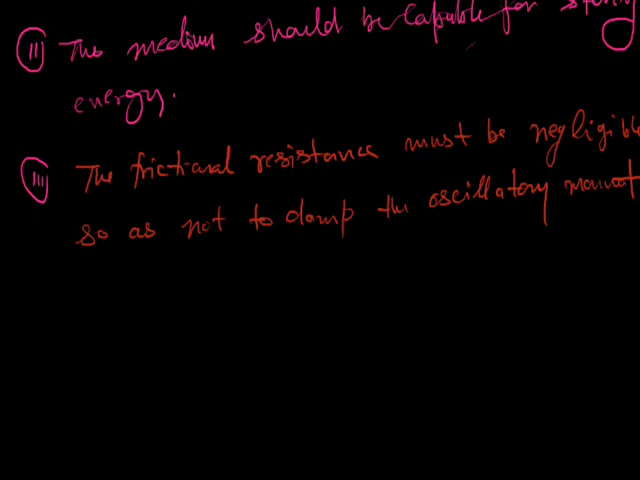 (II) The medium should be capable for storing
energy.
(III) The frictional resistance must be negligible
so as not to damp the oscillatory